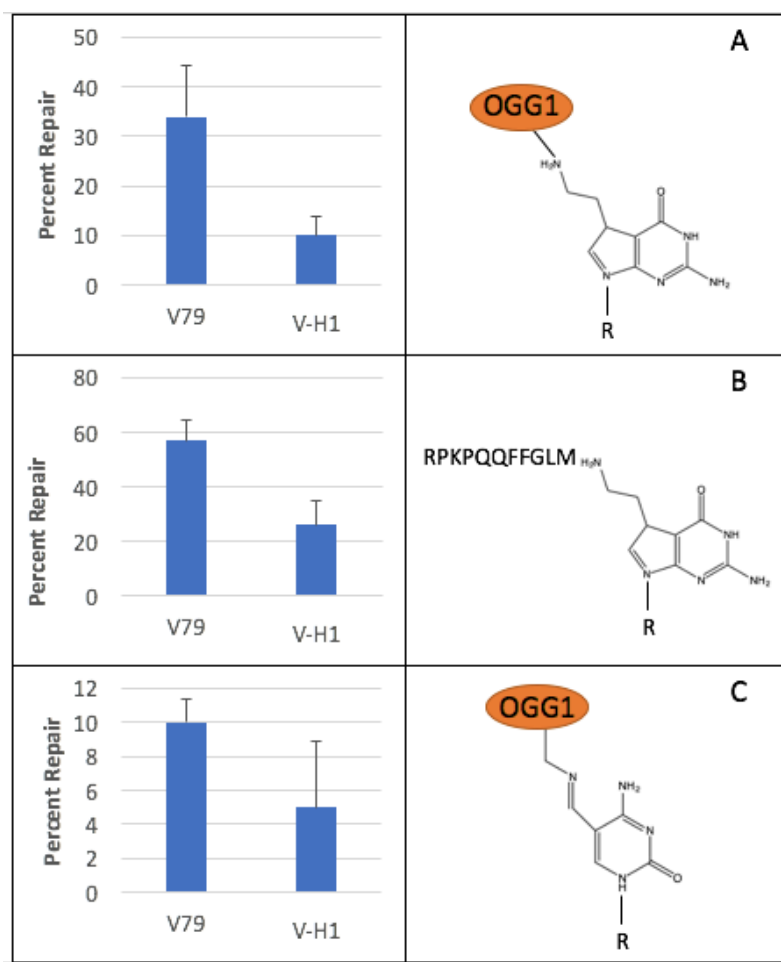 A
50
40
30
20
10
0
Percent Repair
V79
V-H1
OGG1
H₃N
O
NH
N
N
NH₂
R
B
80
60
40
20
0
Percent Repair
V79
V-H1
RPKPQQFFGLM
H₃N
O
NH
N
N
NH₂
R
C
12
10
8
6
4
2
0
Percent Repair
V79
V-H1
OGG1
N
NH₂
N
N
H
O
R